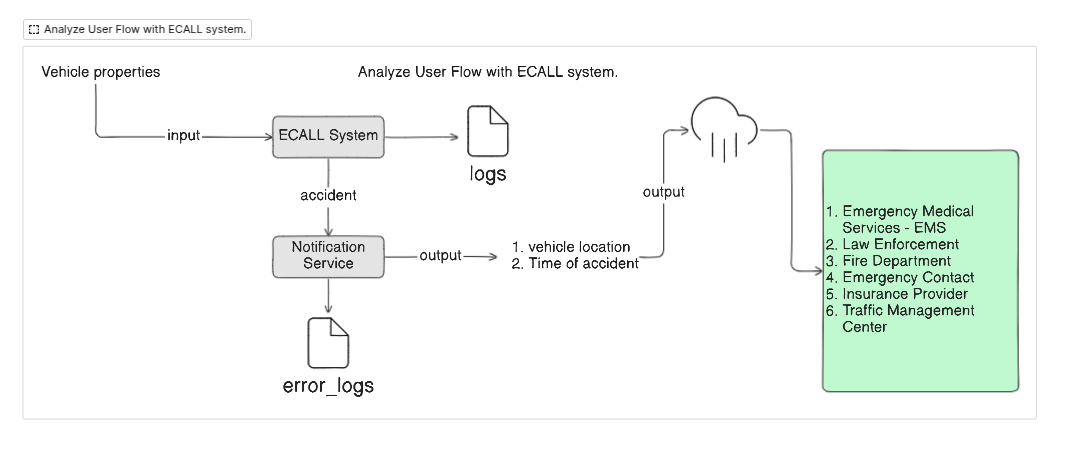 Analyze User Flow with ECALL system.
Vehicle properties
Analyze User Flow with ECALL system.
input
ECALL System
logs
accident
output
Notification
Service
output
1. vehicle location
2. Time of accident
error_logs
1. Emergency Medical
Services - EMS
2. Law Enforcement
3. Fire Department
4. Emergency Contact
5. Insurance Provider
6. Traffic Management
Center